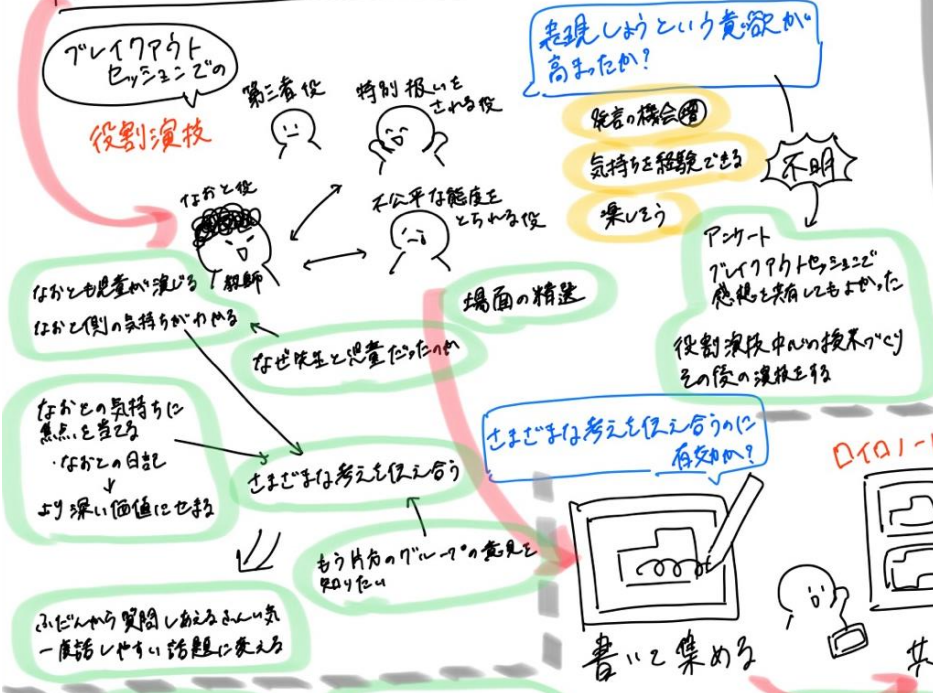 ブレイクアウト
セッションでの
役割演技
第三者役
特別扱いを
される役
なおと役
不公平な態度を
とられる役
教師
なおとも児童が演じる
なおと側の気持ちがわかる
なぜ先生と児童だったのか
場面の精選
なおとの気持ちに
焦点を当てる
・なおとの日記
より深い価値にせまる
さまざまな考えを伝え合う
もう片方のグループの意見を
知りたい
ふだんから質問しあえるふんい気
一度話しやすい話題に変える
表現しようという意欲が
高まったか?
発言の機会増
気持ちを経験できる
楽しそう
不明
アンケート
ブレイクアウトセッションで
感想を共有してもよかった
役割演技中心の授業づくり
その後の演技をする
さまざまな考えを伝え合うのに
有効か?
ロイロノート
書いて集める
共